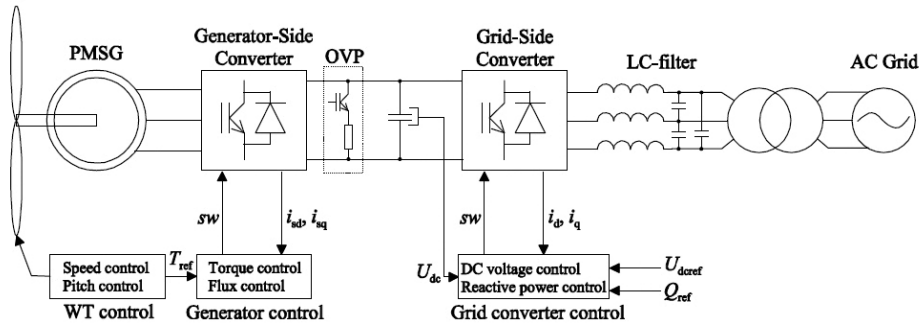 PMSG
Generator-Side
Converter
OVP
Grid-Side
Converter
LC-filter
AC Grid
sw
isd, isq
sw
id, iq
Tref
Speed control
Pitch control
WT control
Torque control
Flux control
Generator control
Udc
DC voltage control
Reactive power control
Grid converter control
Udcref
Qref